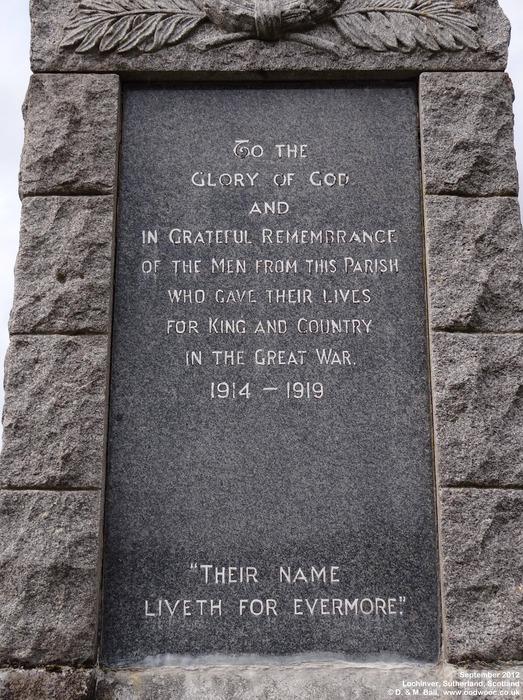 To the
Glory of God
and
in Grateful Remembrance
of the Men from this Parish
who gave their lives
for King and Country
in the Great War.
1914 – 1919
"Their name
liveth for evermore."
September 2012
Lochinver, Sutherland, Scotland
© D. & M. Ball, www.oodwooc.co.uk